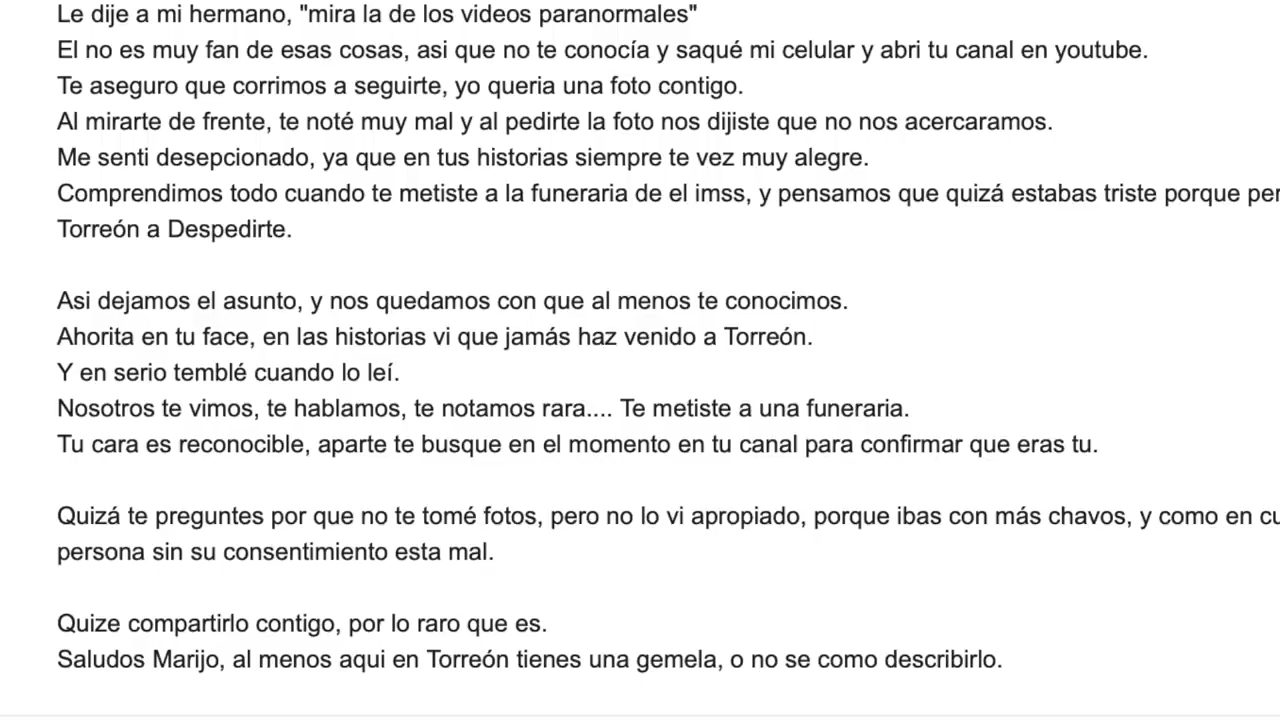 Le dije a mi hermano, "mira la de los videos paranormales"
El no es muy fan de esas cosas, asi que no te conocía y saqué mi celular y abri tu canal en youtube.
Te aseguro que corrimos a seguirte, yo queria una foto contigo.
Al mirarte de frente, te noté muy mal y al pedirte la foto nos dijiste que no nos acercaramos.
Me senti desepcionado, ya que en tus historias siempre te vez muy alegre.
Comprendimos todo cuando te metiste a la funeraria de el imss, y pensamos que quizá estabas triste porque
Torreón a Despedirte.
Asi dejamos el asunto, y nos quedamos con que al menos te conocimos.
Ahorita en tu face, en las historias vi que jamás haz venido a Torreón.
Y en serio temblé cuando lo leí.
Nosotros te vimos, te hablamos, te notamos rara.... Te metiste a una funeraria.
Tu cara es reconocible, aparte te busque en el momento en tu canal para confirmar que eras tu.
Quizá te preguntes por que no te tomé fotos, pero no lo vi apropiado, porque ibas con más chavos, y como en
persona sin su consentimiento esta mal.
Quize compartirlo contigo, por lo raro que es.
Saludos Marijo, al menos aqui en Torreón tienes una gemela, o no se como describirlo.